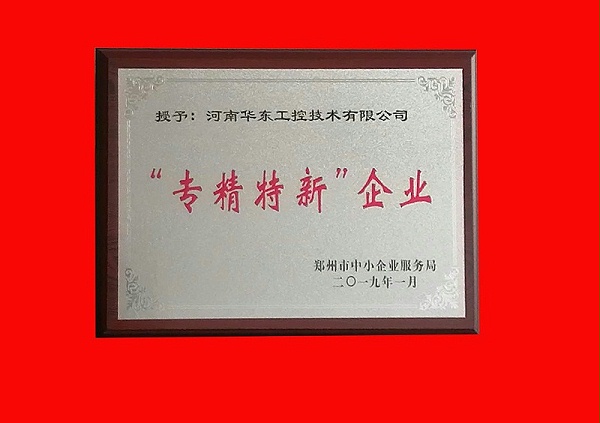 授予：河南华东工控技术有限公司
“专精特新”企业
郑州市中小企业服务局
二〇一九年一月